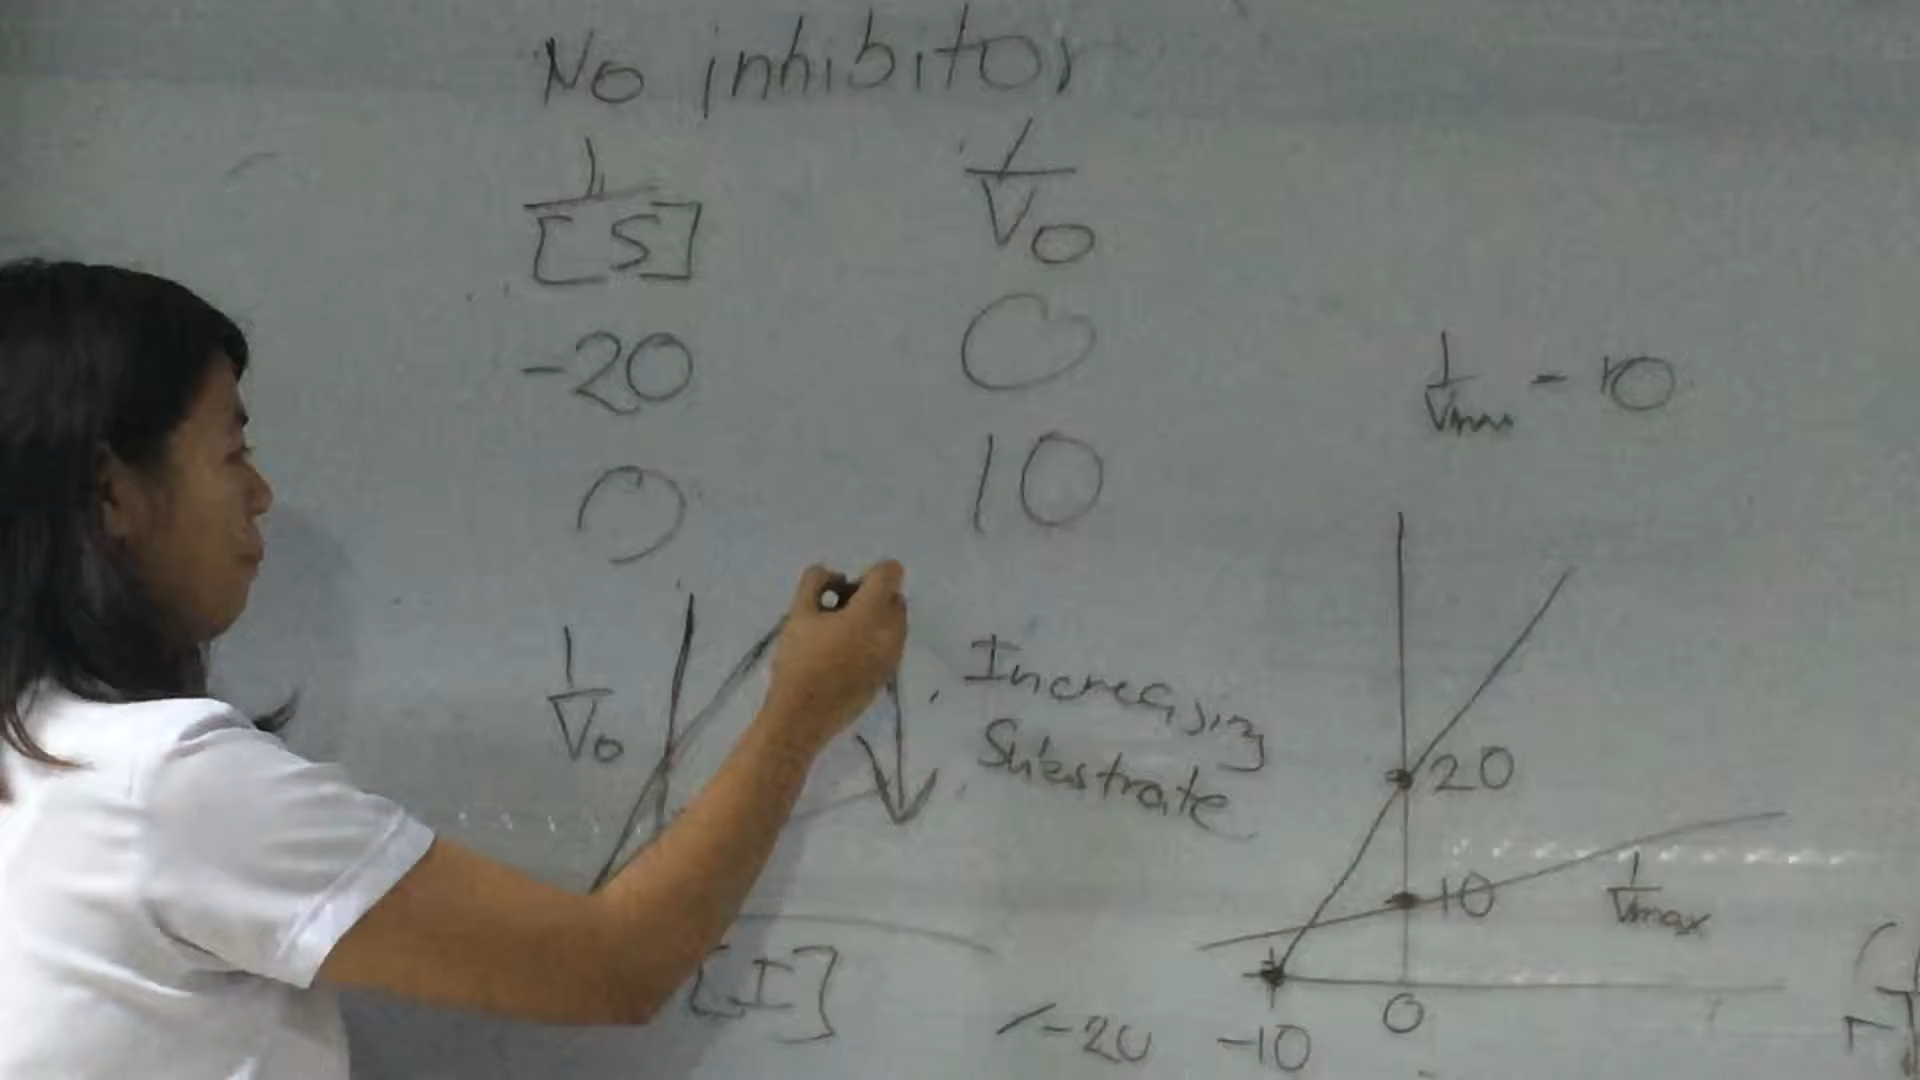 No inhibitor
1
[S]
1
V0
-20
0
0
10
1
Vmax
- 10
1
V0
Increasing
Substrate
[I]
20
10
1
Vmax
-20
-10
0